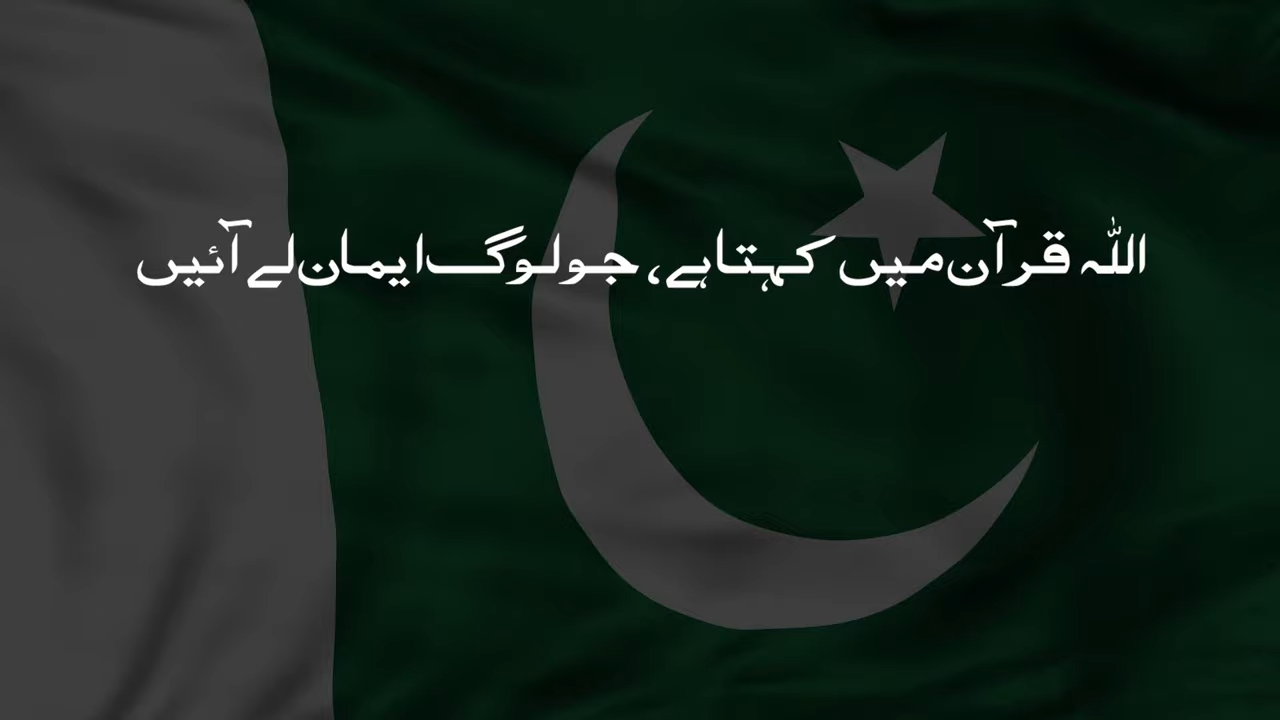 اللہ قرآن میں کہتا ہے، جو لوگ ایمان لے آئیں